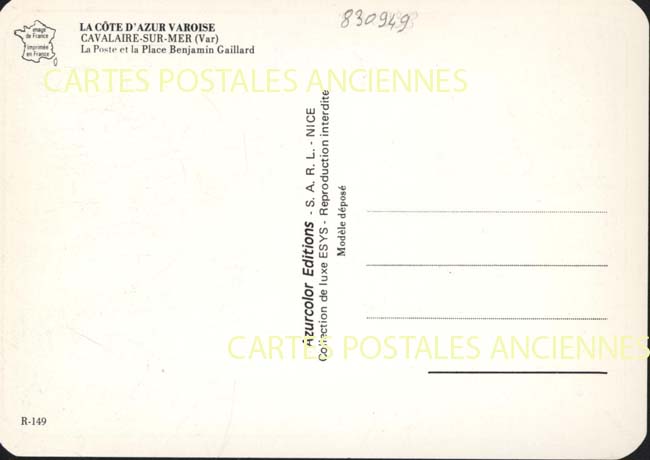 image
de France
Imprimée
en France
LA CÔTE D'AZUR VAROISE
CAVALAIRE-SUR-MER (Var)
La Poste et la Place Benjamin Gaillard
830949
CARTES POSTALES ANCIENNES
Azurcolor Editions - S. A. R. L. - NICE
Collection de luxe ESYS - Reproduction interdite
Modèle déposé
CARTES POSTALES ANCIENNES
R-149